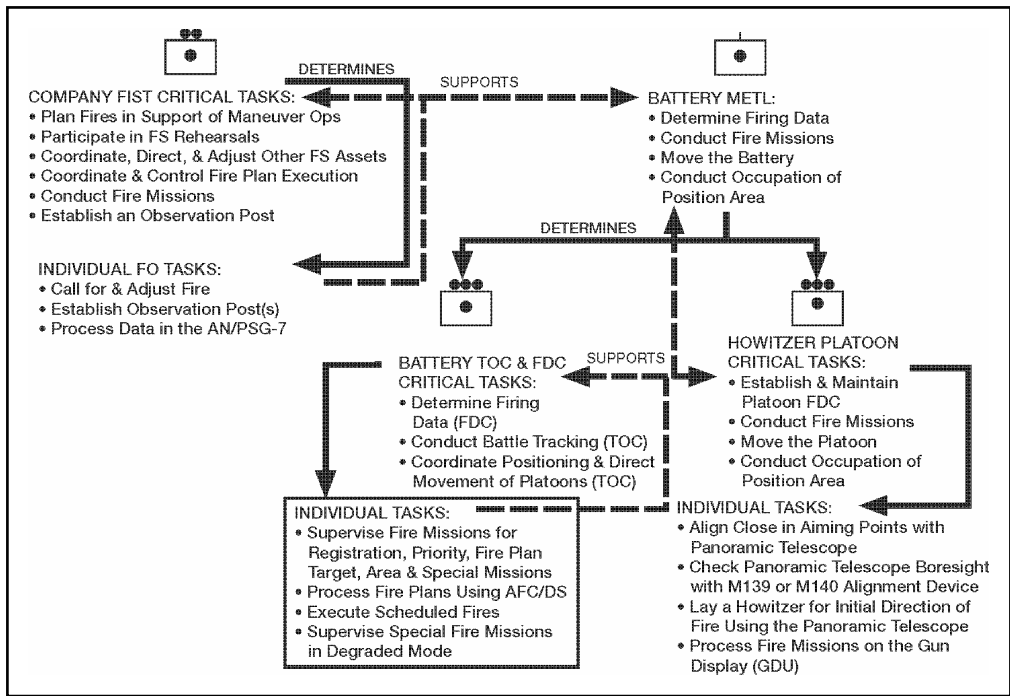 DETERMINES
SUPPORTS
COMPANY FIST CRITICAL TASKS:
• Plan Fires in Support of Maneuver Ops
• Participate in FS Rehearsals
• Coordinate, Direct, & Adjust Other FS Assets
• Coordinate & Control Fire Plan Execution
• Conduct Fire Missions
• Establish an Observation Post
BATTERY METL:
• Determine Firing Data
• Conduct Fire Missions
• Move the Battery
• Conduct Occupation of
Position Area
DETERMINES
INDIVIDUAL FO TASKS:
• Call for & Adjust Fire
• Establish Observation Post(s)
• Process Data in the AN/PSG-7
SUPPORTS
BATTERY TOC & FDC
CRITICAL TASKS:
• Determine Firing
Data (FDC)
• Conduct Battle Tracking (TOC)
• Coordinate Positioning & Direct
Movement of Platoons (TOC)
HOWITZER PLATOON
CRITICAL TASKS:
• Establish & Maintain
Platoon FDC
• Conduct Fire Missions
• Move the Platoon
• Conduct Occupation of
Position Area
INDIVIDUAL TASKS:
• Supervise Fire Missions for
Registration, Priority, Fire Plan
Target, Area & Special Missions
• Process Fire Plans Using AFC/DS
• Execute Scheduled Fires
• Supervise Special Fire Missions
in Degraded Mode
INDIVIDUAL TASKS:
• Align Close in Aiming Points with
Panoramic Telescope
• Check Panoramic Telescope Boresight
with M139 or M140 Alignment Device
• Lay a Howitzer for Initial Direction of
Fire Using the Panoramic Telescope
• Process Fire Missions on the Gun
Display (GDU)